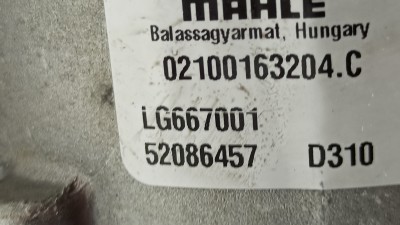 MAHLE
Balassagyarmat, Hungary
02100163204.C
LG667001
52086457 D310